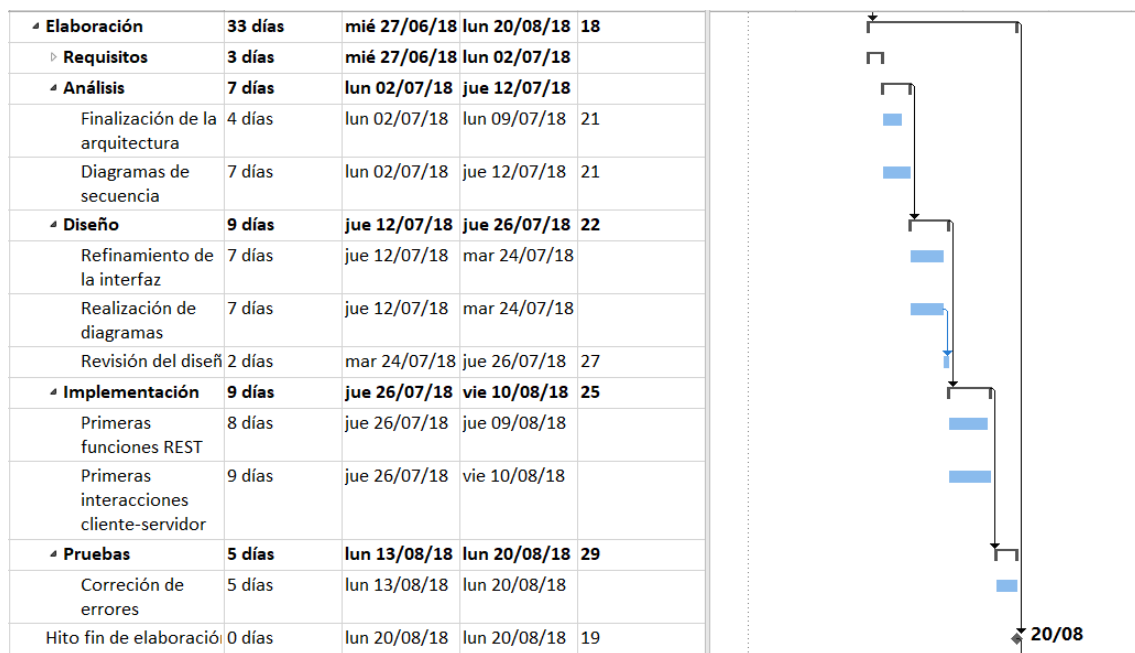 Elaboración 33 días mié 27/06/18 lun 20/08/18 18
Requisitos 3 días mié 27/06/18 lun 02/07/18
Análisis 7 días lun 02/07/18 jue 12/07/18
Finalización de la 4 días lun 02/07/18 lun 09/07/18 21
arquitectura
Diagramas de 7 días lun 02/07/18 jue 12/07/18 21
secuencia
Diseño 9 días jue 12/07/18 jue 26/07/18 22
Refinamiento de 7 días jue 12/07/18 mar 24/07/18
la interfaz
Realización de 7 días jue 12/07/18 mar 24/07/18
diagramas
Revisión del diseñ 2 días mar 24/07/18 jue 26/07/18 27
Implementación 9 días jue 26/07/18 vie 10/08/18 25
Primeras 8 días jue 26/07/18 jue 09/08/18
funciones REST
Primeras 9 días jue 26/07/18 vie 10/08/18
interacciones
cliente-servidor
Pruebas 5 días lun 13/08/18 lun 20/08/18 29
Correción de 5 días lun 13/08/18 lun 20/08/18
errores
Hito fin de elaboración 0 días lun 20/08/18 lun 20/08/18 19 20/08